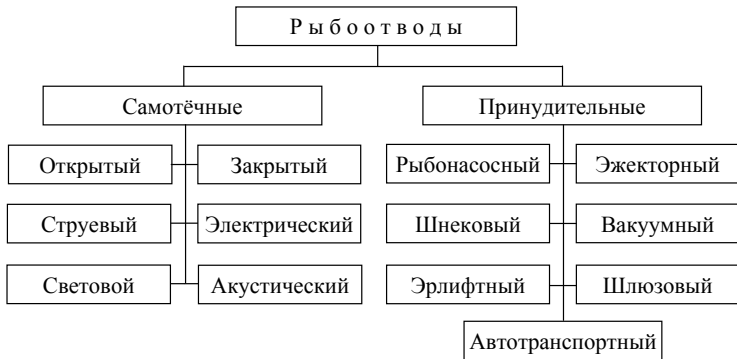 Рыбоотводы
Самотёчные Принудительные
Открытый Закрытый Рыбонасосный Эжекторный
Струевый Электрический Шнековый Вакуумный
Световой Акустический Эрлифтный Шлюзовый
Автотранспортный